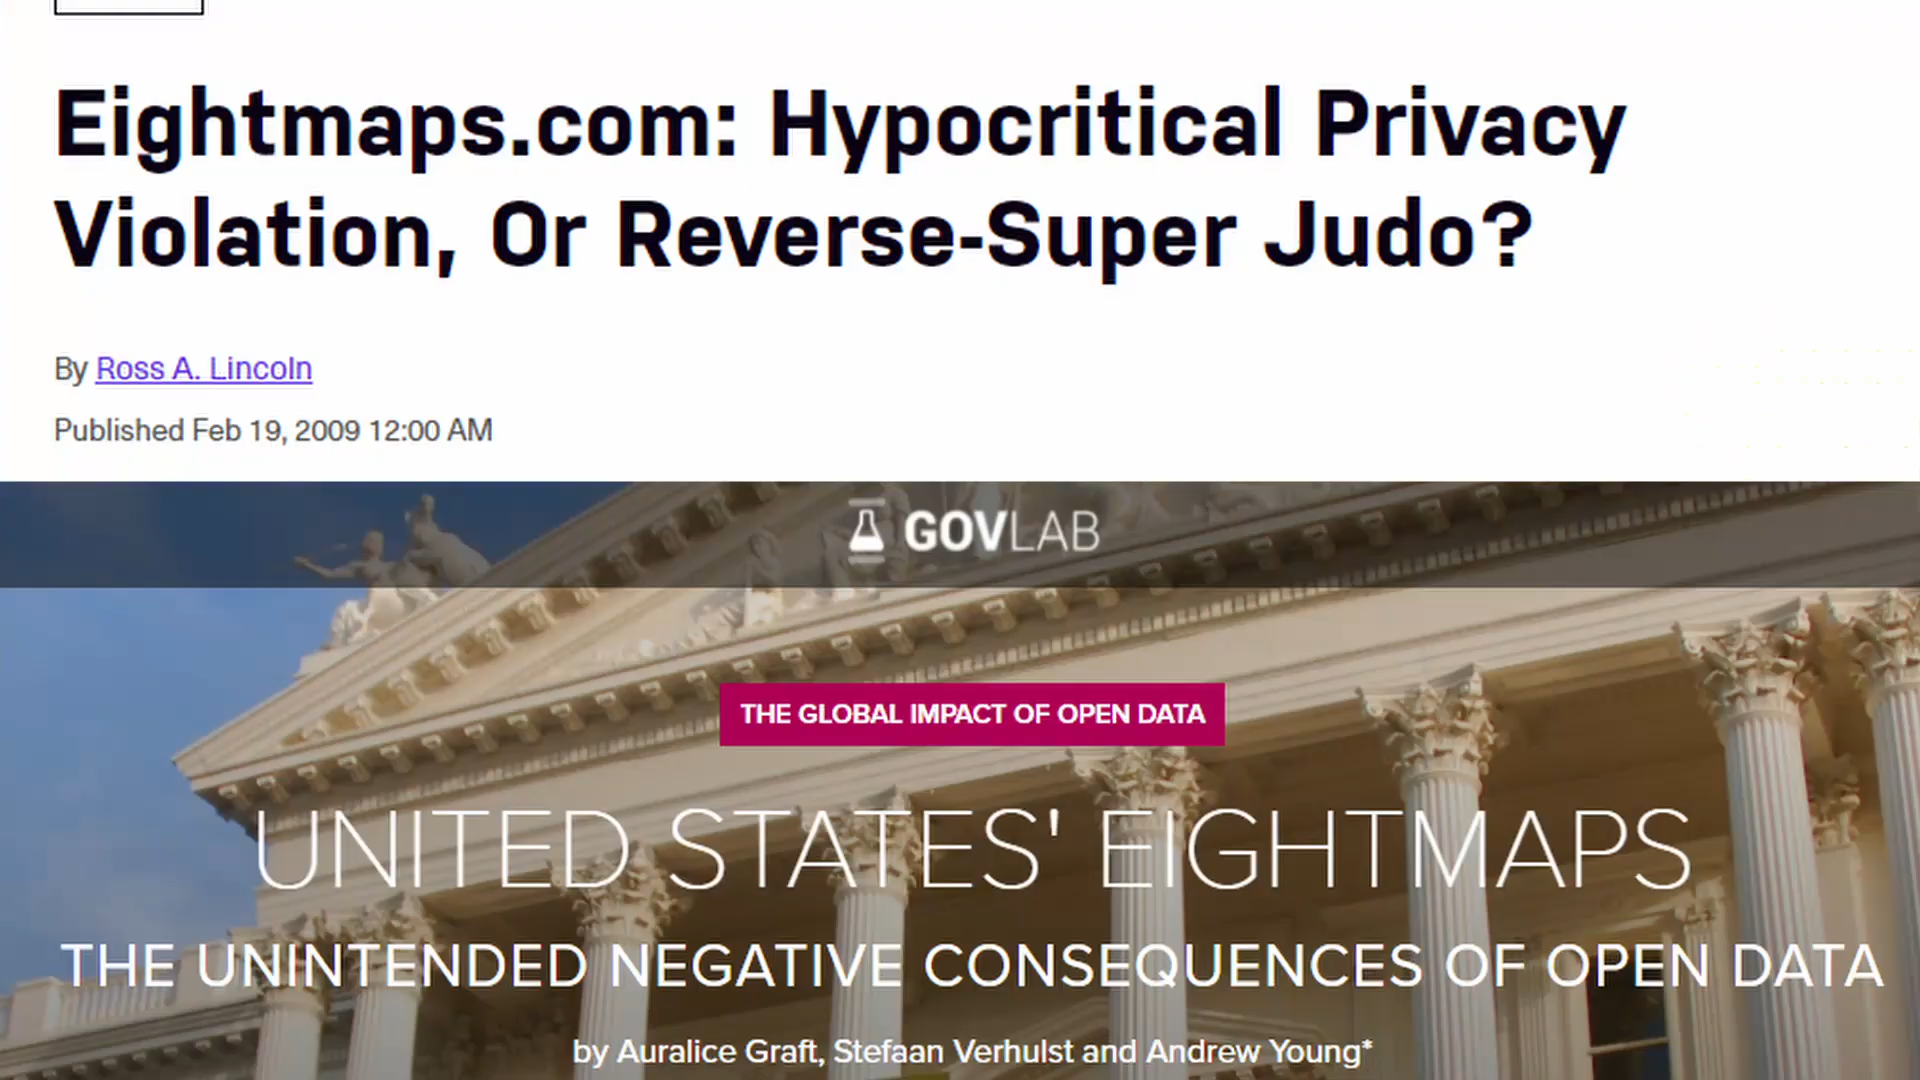 Eightmaps.com: Hypocritical Privacy
Violation, Or Reverse-Super Judo?
By Ross A. Lincoln
Published Feb 19, 2009 12:00 AM
GOVLAB
THE GLOBAL IMPACT OF OPEN DATA
UNITED STATES' EIGHTMAPS
THE UNINTENDED NEGATIVE CONSEQUENCES OF OPEN DATA
by Auralice Graft, Stefaan Verhulst and Andrew Young*